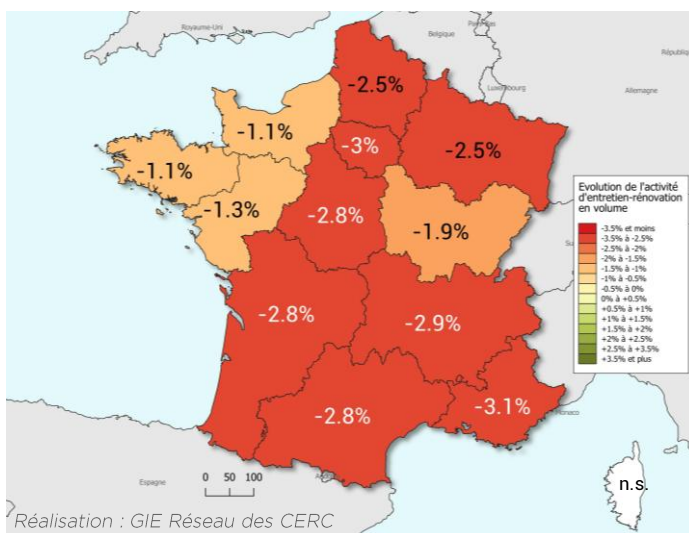 Royaume-Uni
Belgique
Luxembourg
Allemagne
-2.5%
-1.1%
-3%
-2.5%
-1.1%
-1.3%
-2.8%
-1.9%
-2.8%
-2.9%
-2.8%
-3.1%
Evolution de l'activité
d'entretien-rénovation
en volume
-3.5% et moins
-3.5% à -2.5%
-2.5% à -2%
-2% à -1.5%
-1.5% à -1%
-1% à -0.5%
-0.5% à 0%
0% à +0.5%
+0.5% à +1%
+1% à +1.5%
+1.5% à +2%
+2% à +2.5%
+2.5% à +3.5%
+3.5% et plus
Monaco
n.s.
Espagne
0 50 100
Réalisation : GIE Réseau des CERC